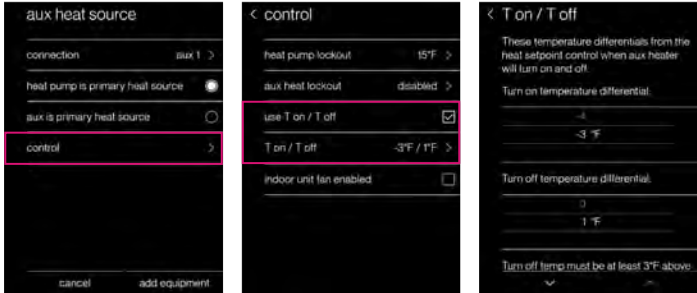 aux heat source
connection aux 1 >
heat pump is primary heat source
aux is primary heat source
control >
cancel add equipment
< control
heat pump lockout 15°F >
aux heat lockout disabled >
use T on / T off
T on / T off -3°F / 1°F >
indoor unit fan enabled
< T on / T off
These temperature differentials from the
heat setpoint control when aux heater
will turn on and off.
Turn on temperature differential.
-4
-3 °F
Turn off temperature differential.
0
1 °F
Turn off temp must be at least 3°F above